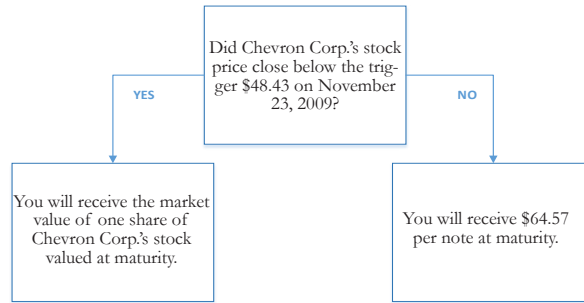 Did Chevron Corp.'s stock
price close below the trig-
ger $48.43 on November
23, 2009?
YES
NO
You will receive the market
value of one share of
Chevron Corp.'s stock
valued at maturity.
You will receive $64.57
per note at maturity.